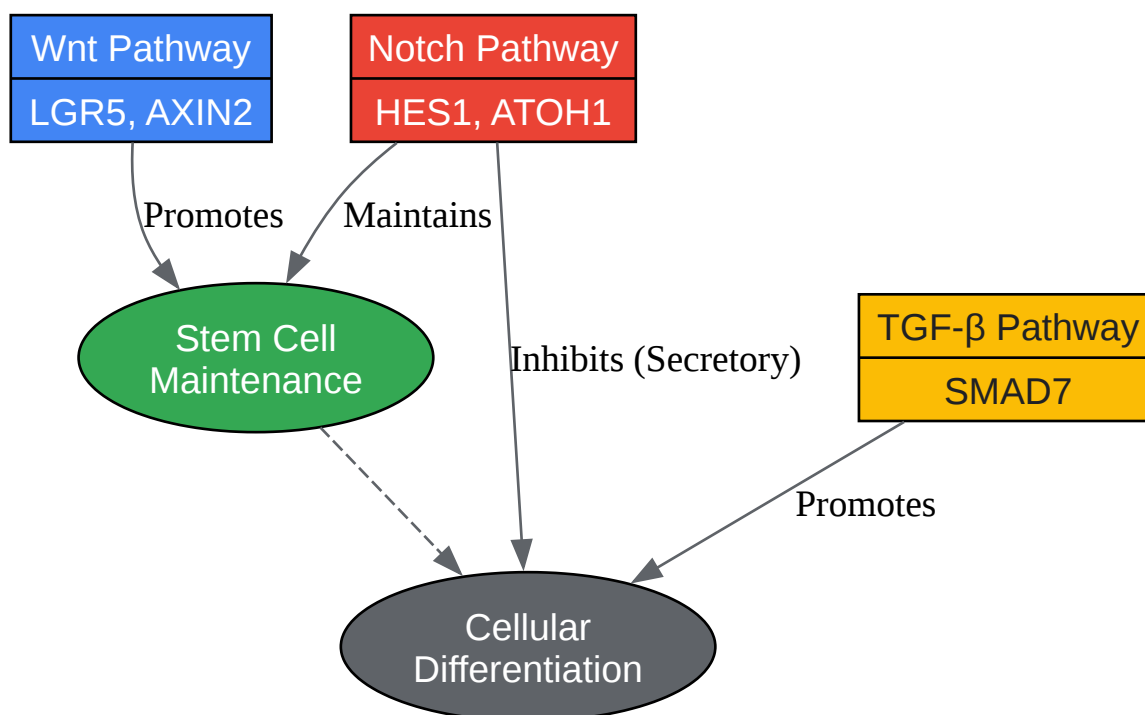 Wnt Pathway
LGR5, AXIN2
Notch Pathway
HES1, ATOH1
Promotes
Maintains
Stem Cell
Maintenance
Inhibits (Secretory)
TGF-β Pathway
SMAD7
Promotes
Cellular
Differentiation